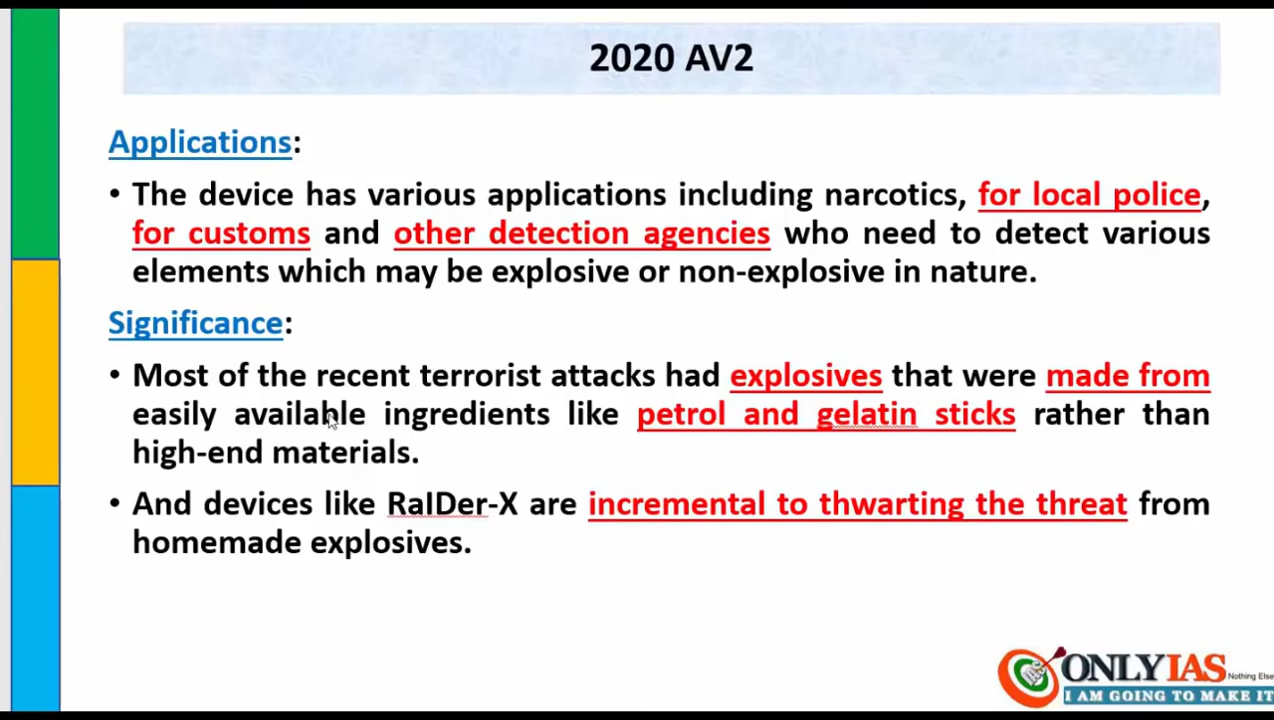 2020 AV2
Applications:
• The device has various applications including narcotics, for local police,
for customs and other detection agencies who need to detect various
elements which may be explosive or non-explosive in nature.
Significance:
• Most of the recent terrorist attacks had explosives that were made from
easily available ingredients like petrol and gelatin sticks rather than
high-end materials.
• And devices like RaIDer-X are incremental to thwarting the threat from
homemade explosives.
ONLYIAS Nothing Else
I AM GOING TO MAKE IT